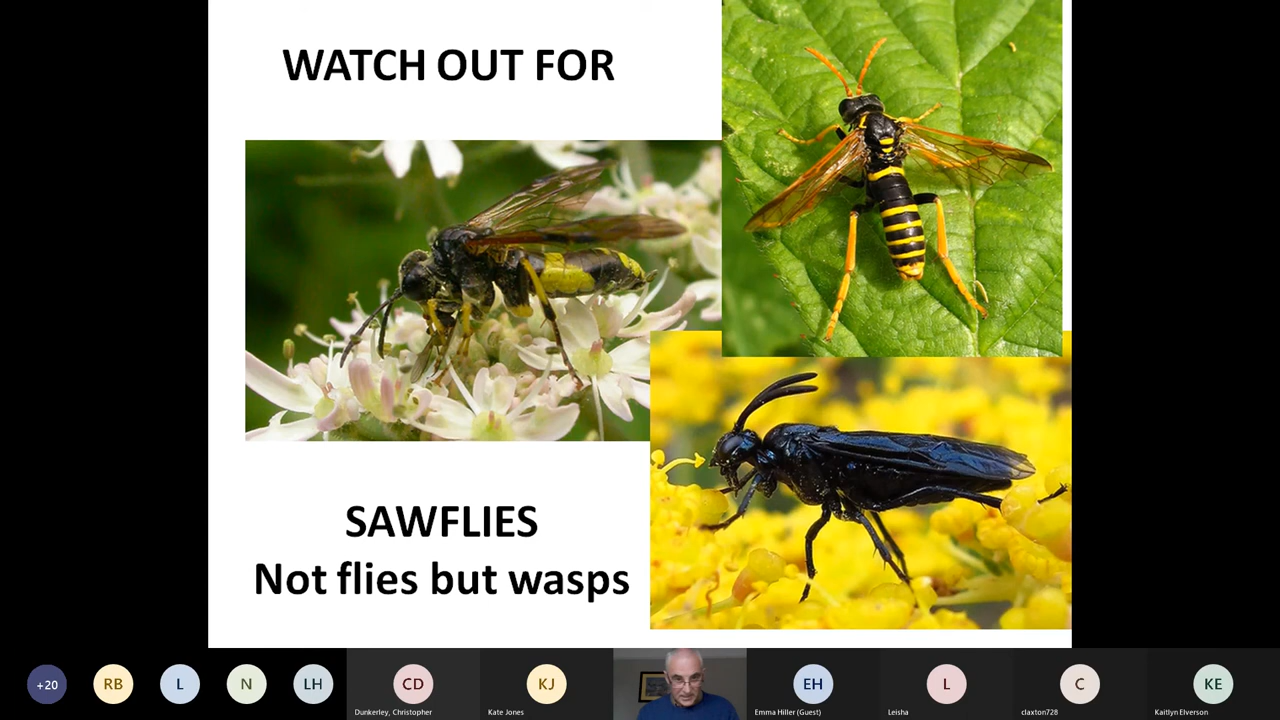 WATCH OUT FOR
SAWFLIES
Not flies but wasps
+20
RB
L
N
LH
CD
KJ
EH
L
C
KE
Dunkerley, Christopher
Kate Jones
Emma Hiller (Guest)
Leisha
claxton728
Kaitlyn Elverson